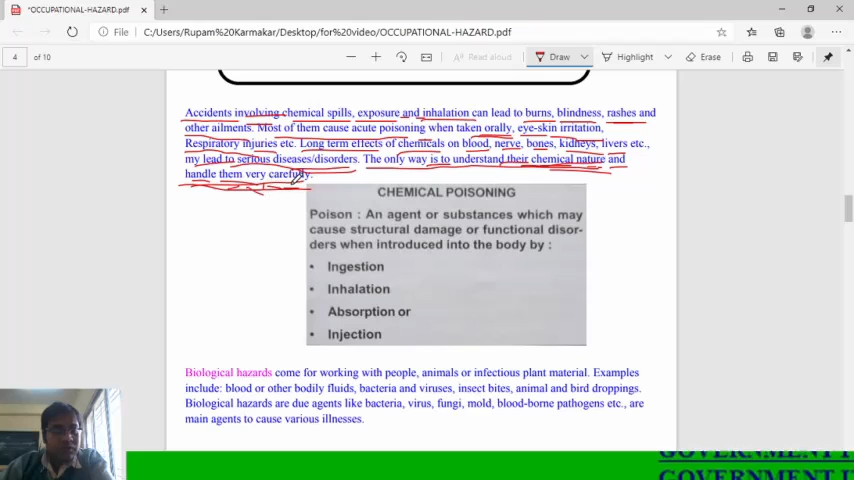 *OCCUPATIONAL-HAZARD.pdf
File
C:/Users/Rupam%20Karmakar/Desktop/for%20video/OCCUPATIONAL-HAZARD.pdf
4 of 10
Read aloud
Draw
Highlight
Erase
Accidents involving chemical spills, exposure and inhalation can lead to burns, blindness, rashes and
other ailments. Most of them cause acute poisoning when taken orally, eye-skin irritation,
Respiratory injuries etc. Long term effects of chemicals on blood, nerve, bones, kidneys, livers etc.,
my lead to serious diseases/disorders. The only way is to understand their chemical nature and
handle them very carefully.
CHEMICAL POISONING
Poison : An agent or substances which may
cause structural damage or functional disor-
ders when introduced into the body by :
• Ingestion
• Inhalation
• Absorption or
• Injection
Biological hazards come for working with people, animals or infectious plant material. Examples
include: blood or other bodily fluids, bacteria and viruses, insect bites, animal and bird droppings.
Biological hazards are due agents like bacteria, virus, fungi, mold, blood-borne pathogens etc., are
main agents to cause various illnesses.
GOVERNMENT I